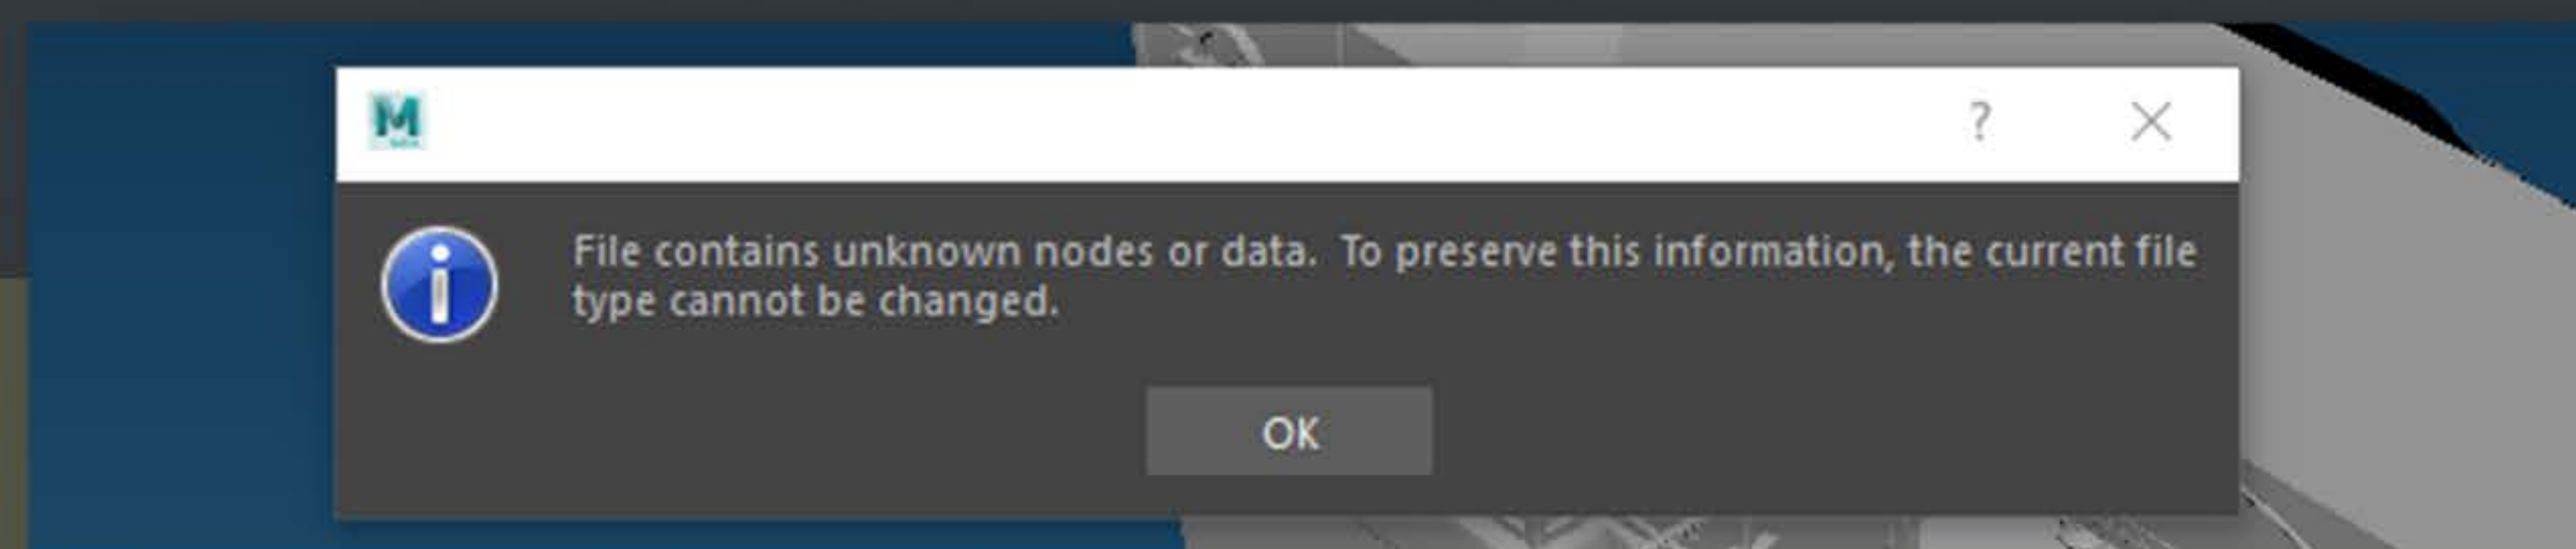 M
?
File contains unknown nodes or data.  To preserve this information, the current file
type cannot be changed.
OK